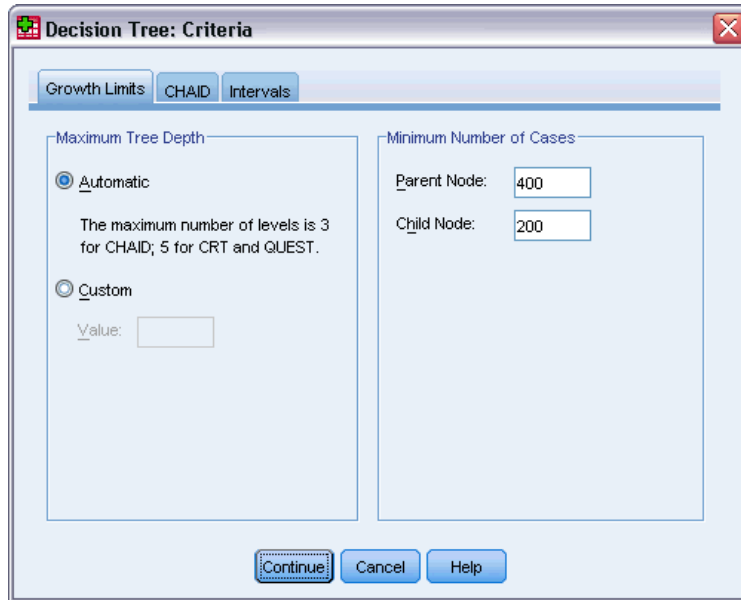 Decision Tree: Criteria
Growth Limits
CHAID
Intervals
Maximum Tree Depth
Automatic
The maximum number of levels is 3
for CHAID; 5 for CRT and QUEST.
Custom
Value:
Minimum Number of Cases
Parent Node: 400
Child Node: 200
Continue
Cancel
Help